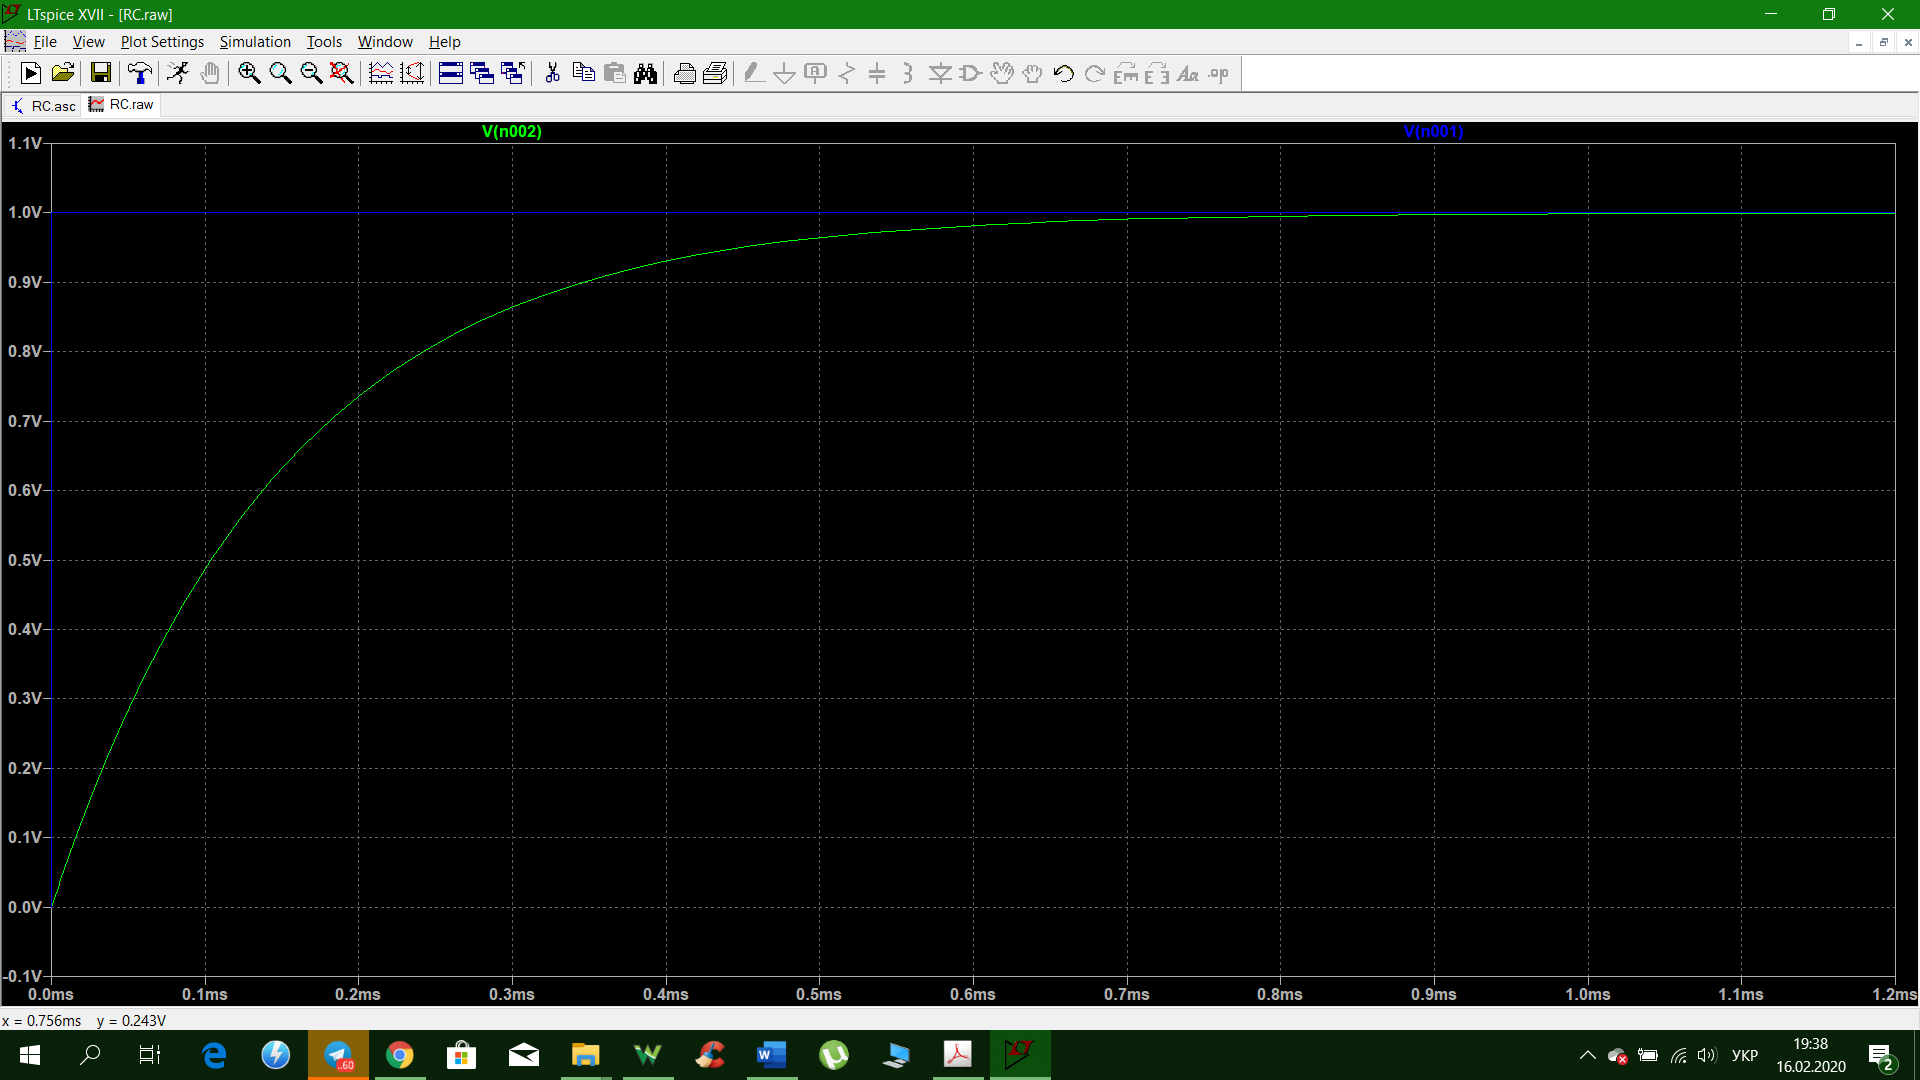 LTspice XVII - [RC.raw]
File View Plot Settings Simulation Tools Window Help
RC.asc RC.raw
V(n002) V(n001)
1.1V
1.0V
0.9V
0.8V
0.7V
0.6V
0.5V
0.4V
0.3V
0.2V
0.1V
0.0V
-0.1V
0.0ms 0.1ms 0.2ms 0.3ms 0.4ms 0.5ms 0.6ms 0.7ms 0.8ms 0.9ms 1.0ms 1.1ms 1.2ms
x = 0.756ms y = 0.243V
..60
УКР
19:38
16.02.2020
2